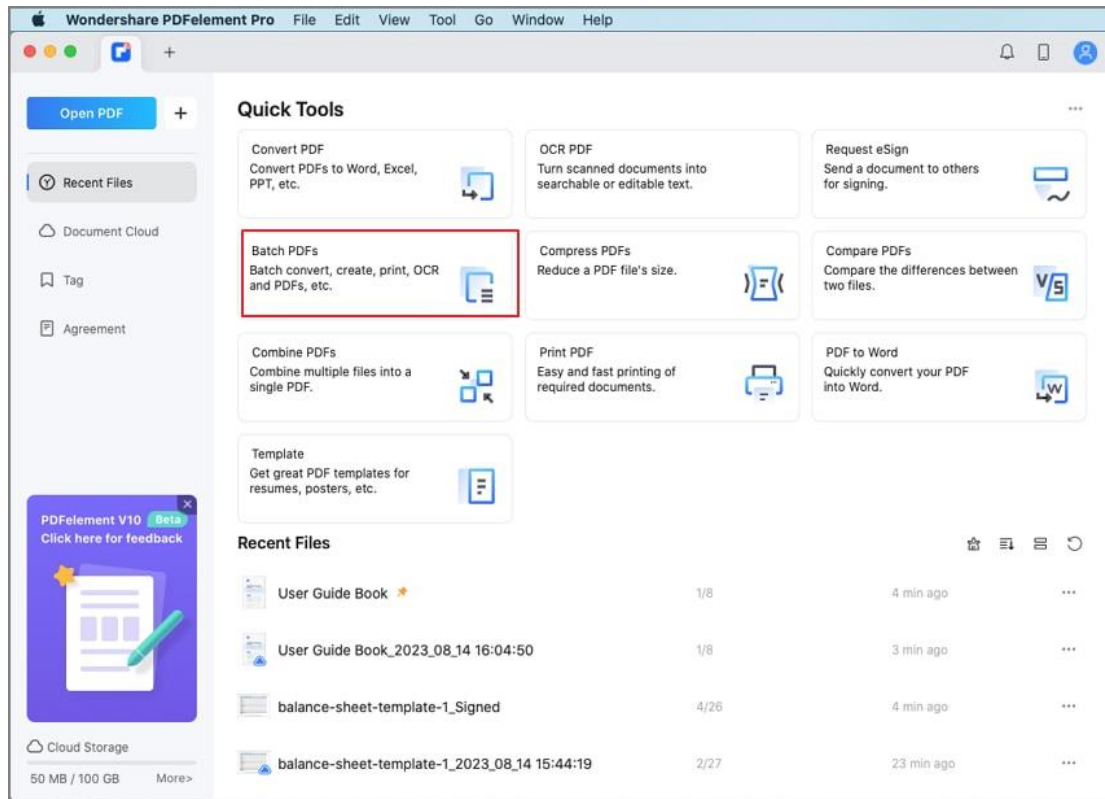 Wondershare PDFelement Pro File Edit View Tool Go Window Help
Open PDF
Recent Files
Document Cloud
Tag
Agreement
PDFelement V10 Beta
Click here for feedback
Cloud Storage
50 MB / 100 GB More>
Quick Tools
Convert PDF
Convert PDFs to Word, Excel,
PPT, etc.
OCR PDF
Turn scanned documents into
searchable or editable text.
Request eSign
Send a document to others
for signing.
Batch PDFs
Batch convert, create, print, OCR
and PDFs, etc.
Compress PDFs
Reduce a PDF file's size.
Compare PDFs
Compare the differences between
two files.
Combine PDFs
Combine multiple files into a
single PDF.
Print PDF
Easy and fast printing of
required documents.
PDF to Word
Quickly convert your PDF
into Word.
Template
Get great PDF templates for
resumes, posters, etc.
Recent Files
User Guide Book 1/8 4 min ago
User Guide Book_2023_08_14 16:04:50 1/8 3 min ago
balance-sheet-template-1_Signed 4/26 4 min ago
balance-sheet-template-1_2023_08_14 15:44:19 2/27 23 min ago